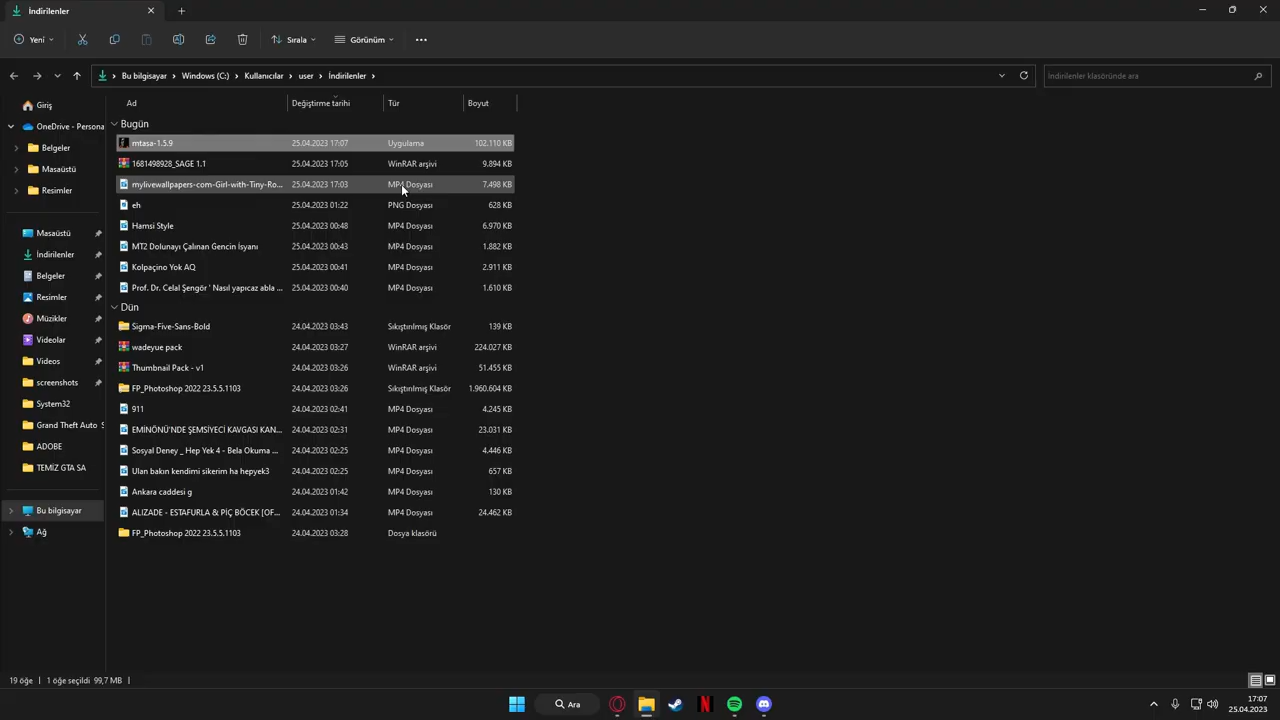 İndirilenler
Yeni
Sırala
Görünüm
Bu bilgisayar > Windows (C:) > Kullanıcılar > user > İndirilenler >
İndirilenler klasöründe ara
Giriş
OneDrive - Persona
Belgeler
Masaüstü
Resimler
Masaüstü
İndirilenler
Belgeler
Resimler
Müzikler
Videolar
Videos
screenshots
System32
Grand Theft Auto S
ADOBE
TEMİZ GTA SA
Bu bilgisayar
Ağ
Ad Değiştirme tarihi Tür Boyut
Bugün
mtasa-1.5.9 25.04.2023 17:07 Uygulama 102.110 KB
1681498928_SAGE 1.1 25.04.2023 17:05 WinRAR arşivi 9.894 KB
mylivewallpapers-com-Girl-with-Tiny-Ro... 25.04.2023 17:03 MP4 Dosyası 7.498 KB
eh 25.04.2023 01:22 PNG Dosyası 628 KB
Hamsi Style 25.04.2023 00:48 MP4 Dosyası 6.970 KB
MT2 Dolunayı Çalınan Gencin İsyanı 25.04.2023 00:43 MP4 Dosyası 1.882 KB
Kolpaçino Yok AQ 25.04.2023 00:41 MP4 Dosyası 2.911 KB
Prof. Dr. Celal Şengör ' Nasıl yapıcaz abla ... 25.04.2023 00:40 MP4 Dosyası 1.610 KB
Dün
Sigma-Five-Sans-Bold 24.04.2023 03:43 Sıkıştırılmış Klasör 139 KB
wadeyue pack 24.04.2023 03:27 WinRAR arşivi 224.027 KB
Thumbnail Pack - v1 24.04.2023 03:26 WinRAR arşivi 51.455 KB
FP_Photoshop 2022 23.5.5.1103 24.04.2023 03:26 Sıkıştırılmış Klasör 1.960.604 KB
911 24.04.2023 02:41 MP4 Dosyası 4.245 KB
EMİNÖNÜ'NDE ŞEMSİYECİ KAVGASI KAN... 24.04.2023 02:31 MP4 Dosyası 23.031 KB
Sosyal Deney _ Hep Yek 4 - Bela Okuma ... 24.04.2023 02:25 MP4 Dosyası 4.446 KB
Ulan bakın kendimi sikerim ha hepyek3 24.04.2023 02:25 MP4 Dosyası 657 KB
Ankara caddesi g 24.04.2023 01:42 MP4 Dosyası 130 KB
ALIZADE - ESTAFURLA & PİÇ BÖCEK [OF... 24.04.2023 01:34 MP4 Dosyası 24.462 KB
FP_Photoshop 2022 23.5.5.1103 24.04.2023 03:28 Dosya klasörü
19 öğe 1 öğe seçildi 99,7 MB
Ara
17:07
25.04.2023